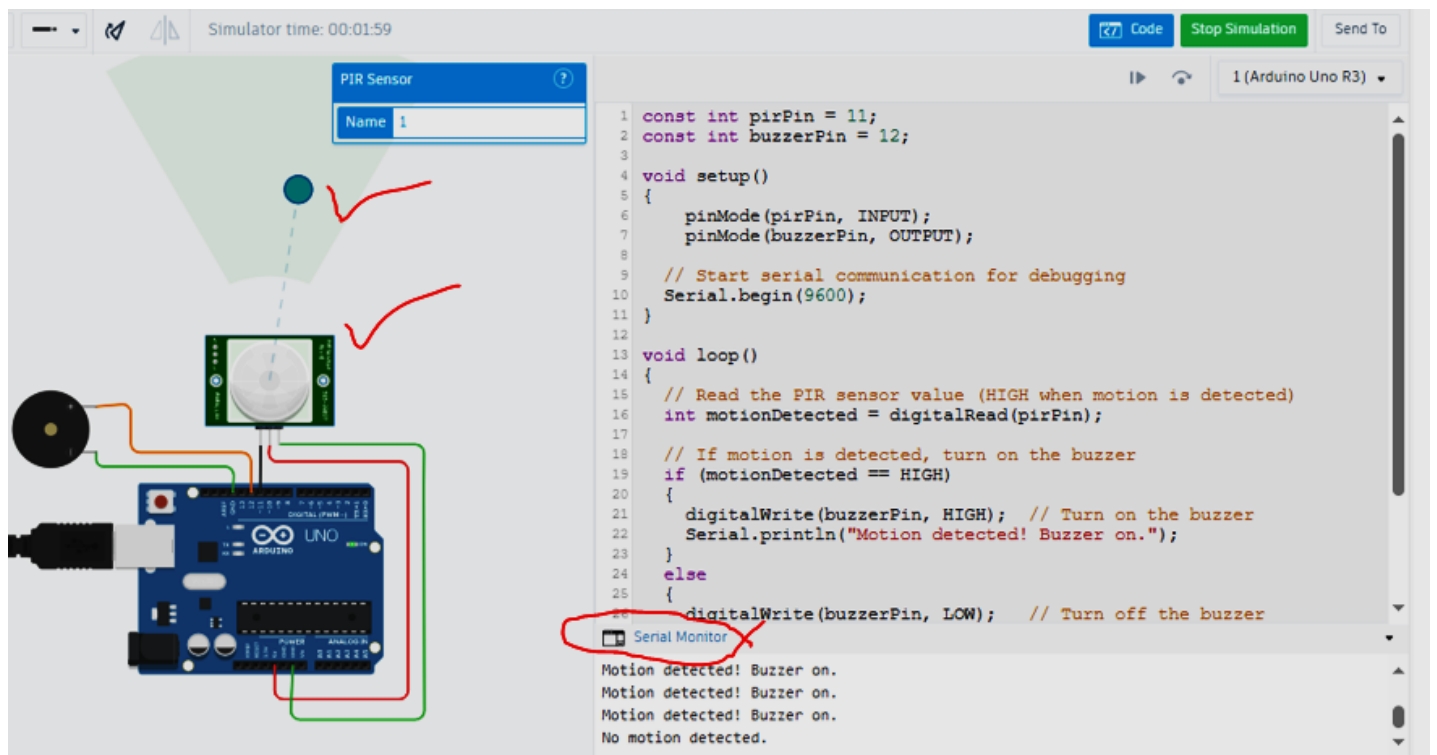 Simulator time: 00:01:59
Code
Stop Simulation
Send To
PIR Sensor
?
Name 1
1 (Arduino Uno R3)
1 const int pirPin = 11;
2 const int buzzerPin = 12;
3
4 void setup()
5 {
6 pinMode(pirPin, INPUT);
7 pinMode(buzzerPin, OUTPUT);
8
9 // Start serial communication for debugging
10 Serial.begin(9600);
11 }
12
13 void loop()
14 {
15 // Read the PIR sensor value (HIGH when motion is detected)
16 int motionDetected = digitalRead(pirPin);
17
18 // If motion is detected, turn on the buzzer
19 if (motionDetected == HIGH)
20 {
21 digitalWrite(buzzerPin, HIGH); // Turn on the buzzer
22 Serial.println("Motion detected! Buzzer on.");
23 }
24 else
25 {
26 digitalWrite(buzzerPin, LOW); // Turn off the buzzer
Serial Monitor
Motion detected! Buzzer on.
Motion detected! Buzzer on.
Motion detected! Buzzer on.
No motion detected.
DIGITAL (PWM~)
UNO
ARDUINO
POWER
ANALOG IN